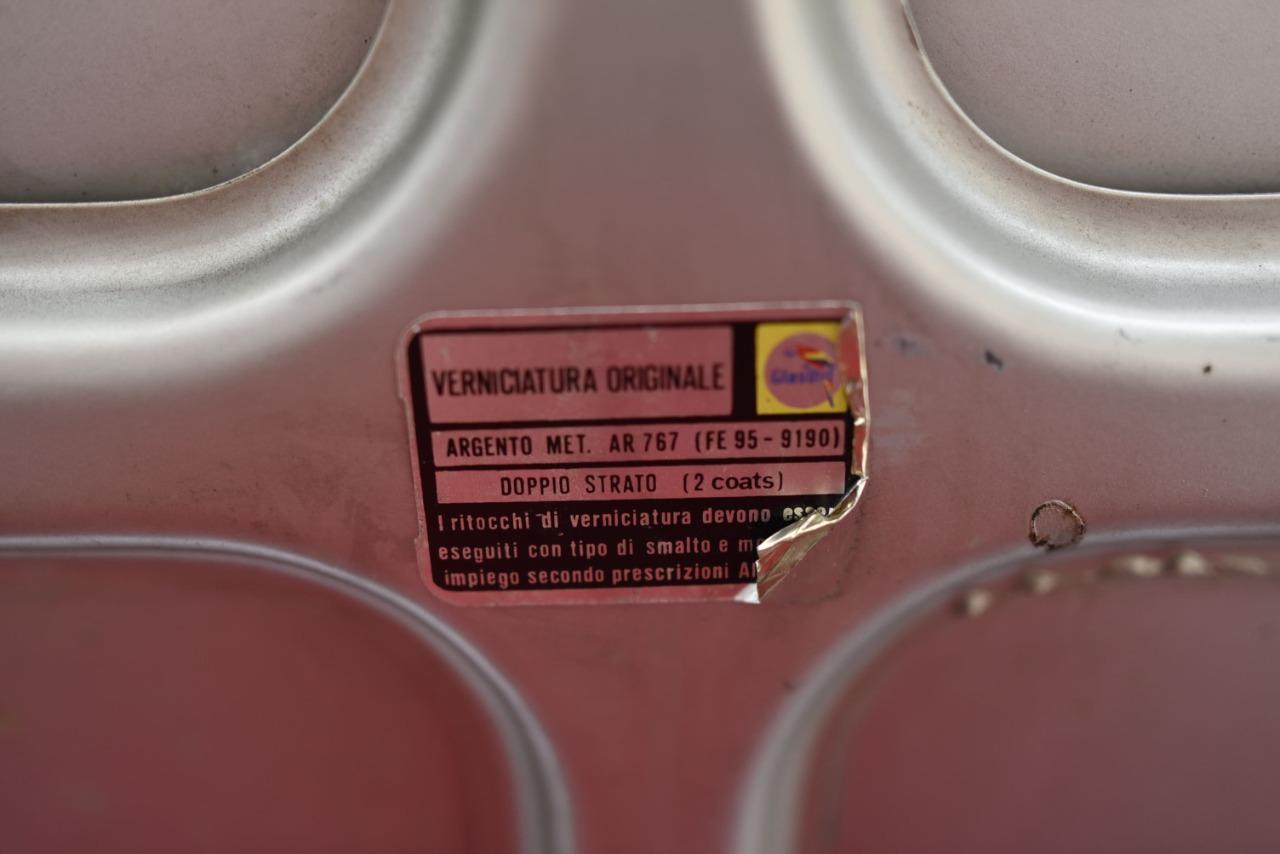 VERNICIATURA ORIGINALE
Glasurit
ARGENTO MET. AR 767 (FE 95 - 9190)
DOPPIO STRATO (2 coats)
I ritocchi di verniciatura devono
eseguiti con tipo di smalto e
impiego secondo prescrizioni